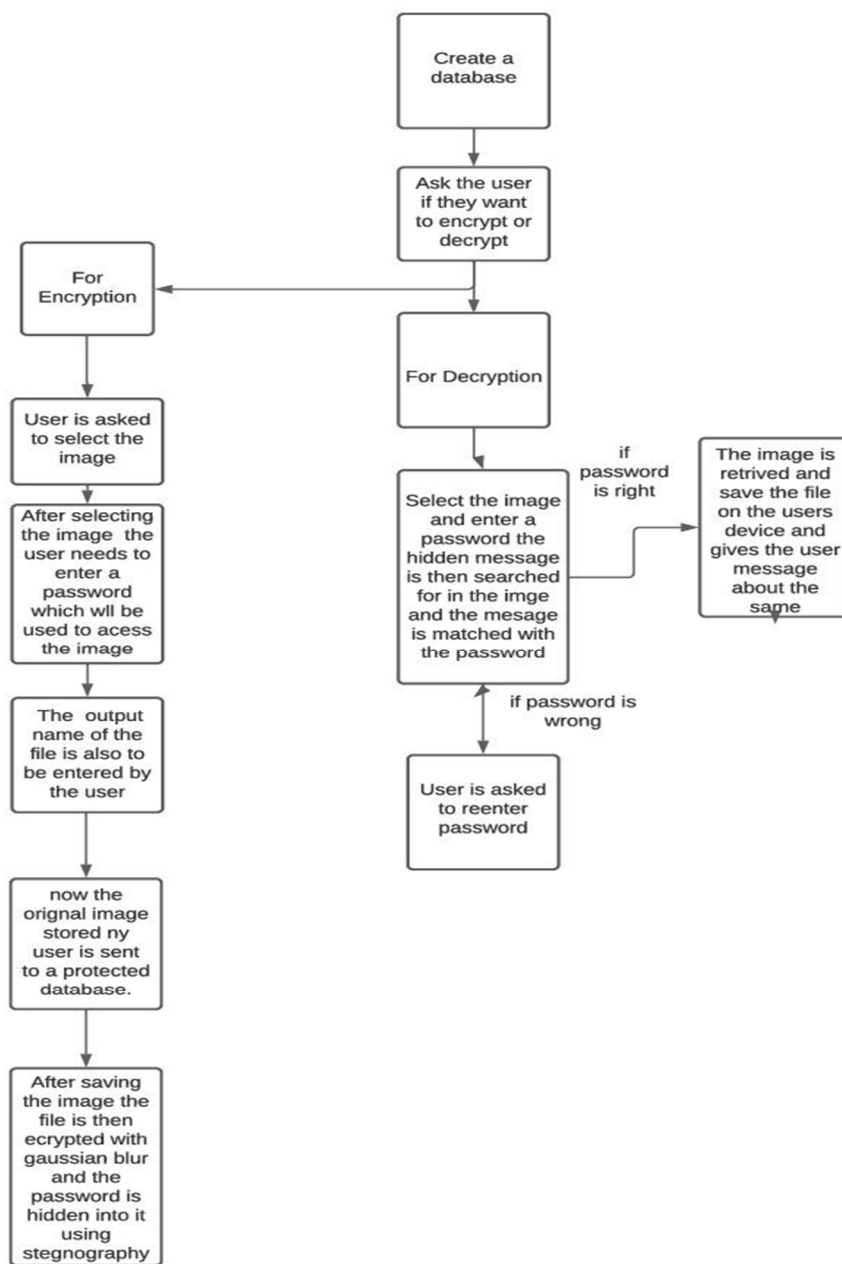 Create a
database
Ask the user
if they want
to encrypt or
decrypt
For
Encryption
For Decryption
User is asked
to select the
image
After selecting
the image the
user needs to
enter a
password
which wll be
used to acess
the image
The output
name of the
file is also to
be entered by
the user
now the
orignal image
stored ny
user is sent
to a protected
database.
After saving
the image the
file is then
ecrypted with
gaussian blur
and the
password is
hidden into it
using
stegnography
Select the image
and enter a
password the
hidden message
is then searched
for in the imge
and the mesage
is matched with
the password
if
password
is right
The image is
retrived and
save the file
on the users
device and
gives the user
message
about the
same
if password is
wrong
User is asked
to reenter
password